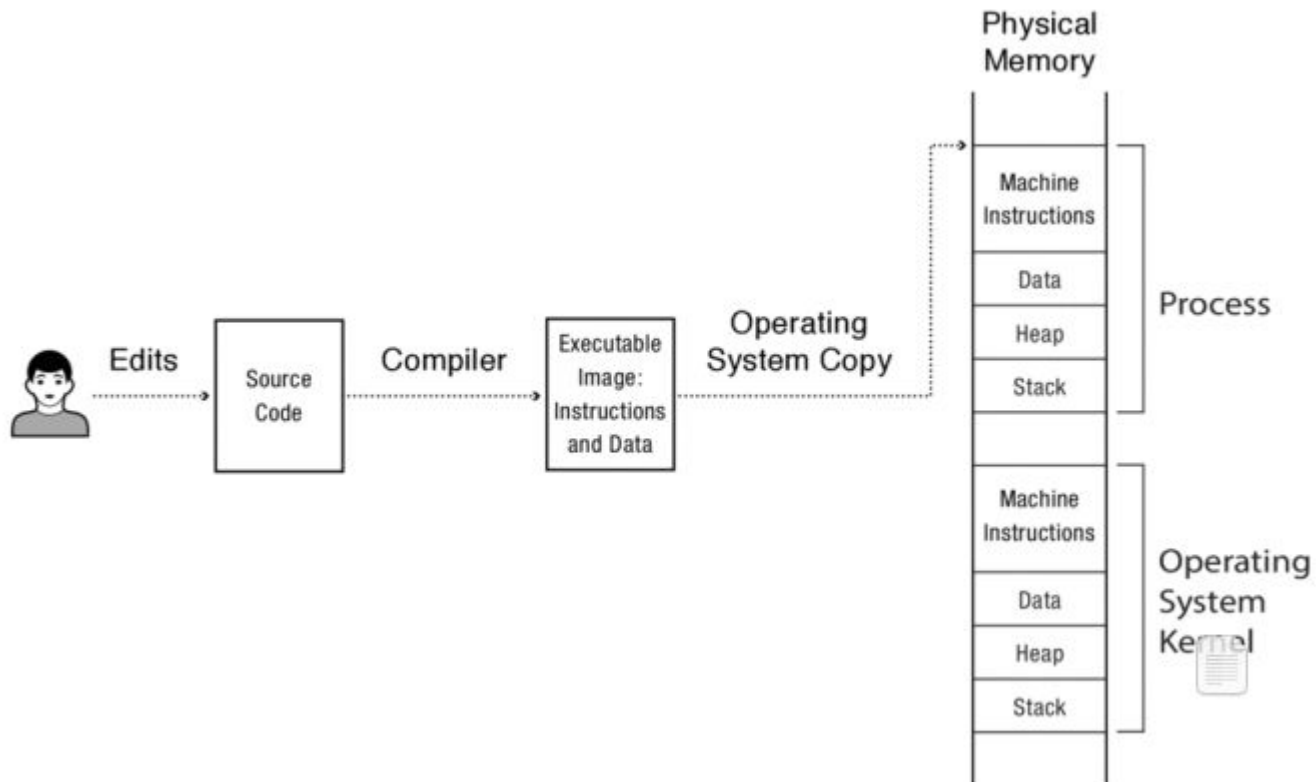 Physical
Memory
Machine
Instructions
Data
Process
Heap
Stack
Operating
System Copy
Edits
Compiler
Source
Code
Executable
Image:
Instructions
and Data
Machine
Instructions
Operating
System
Kernel
Data
Heap
Stack